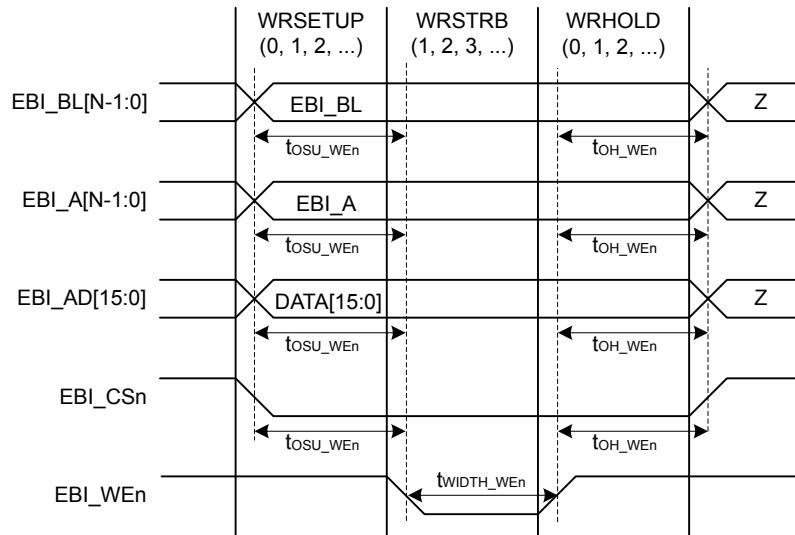 WRSETUP WRSTRB WRHOLD
(0, 1, 2, ...) (1, 2, 3, ...) (0, 1, 2, ...)
EBI_BL[N-1:0] EBI_BL Z
tOSU_WEn tOH_WEn
EBI_A[N-1:0] EBI_A Z
tOSU_WEn tOH_WEn
EBI_AD[15:0] DATA[15:0] Z
tOSU_WEn tOH_WEn
EBI_CSn
tOSU_WEn tOH_WEn
EBI_WEn tWIDTH_WEn